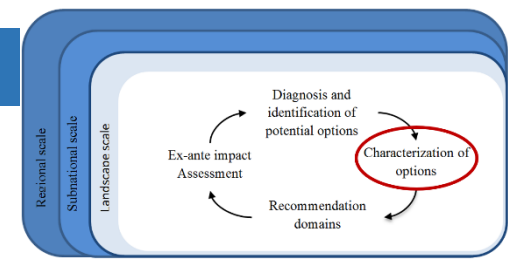 Regional scale
Subnational scale
Landscape scale
Diagnosis and
identification of
potential options
Characterization of
options
Recommendation
domains
Ex-ante impact
Assessment